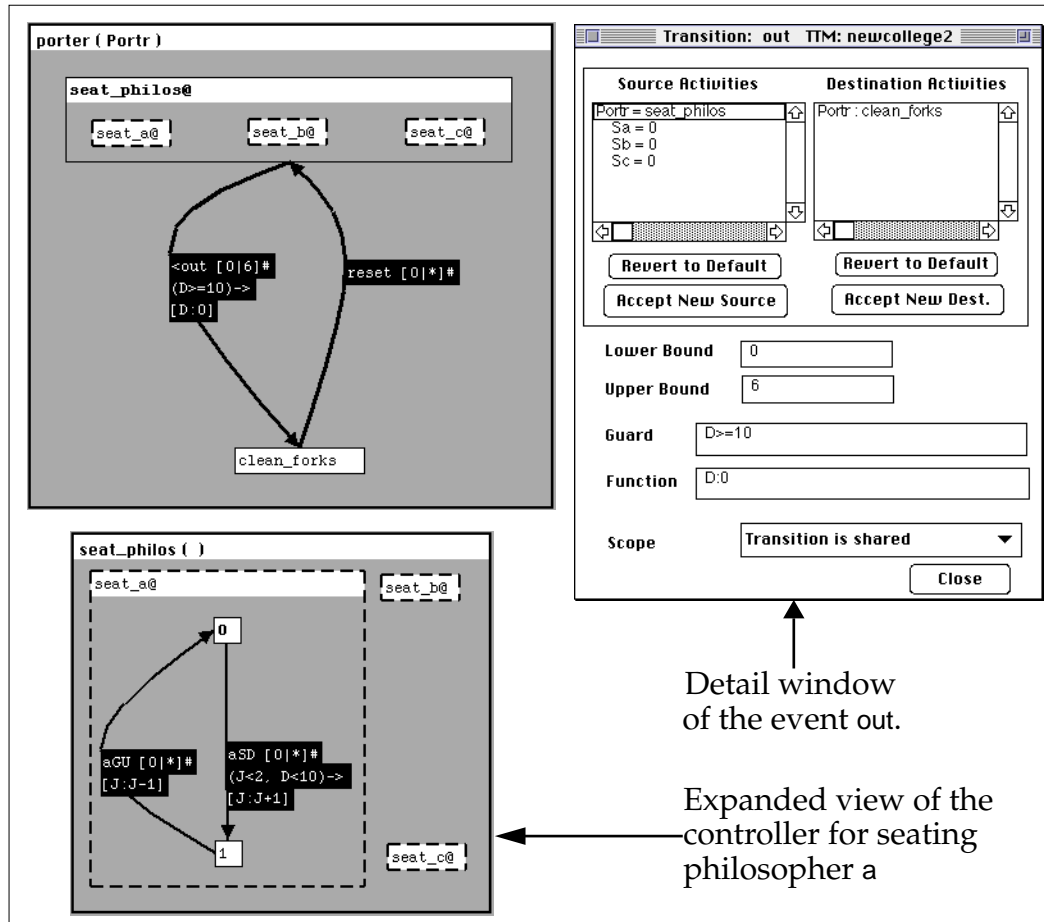 porter ( Portr )
seat_philos@
seat_a@ seat_b@ seat_c@
<out [0|6]#
(D>=10)->
[D:0]
reset [0|*]#
clean_forks
seat_philos ( )
seat_a@
seat_b@
0
aGU [0|*]#
[J:J-1]
aSD [0|*]#
(J<2, D<10)->
[J:J+1]
1
seat_c@
Transition: out TTM: newcollege2
Source Activities Destination Activities
Portr = seat_philos
Sa = 0
Sb = 0
Sc = 0
Portr : clean_forks
Revert to Default Revert to Default
Accept New Source Accept New Dest.
Lower Bound 0
Upper Bound 6
Guard D>=10
Function D:0
Scope Transition is shared
Close
Detail window
of the event out.
Expanded view of the
controller for seating
philosopher a